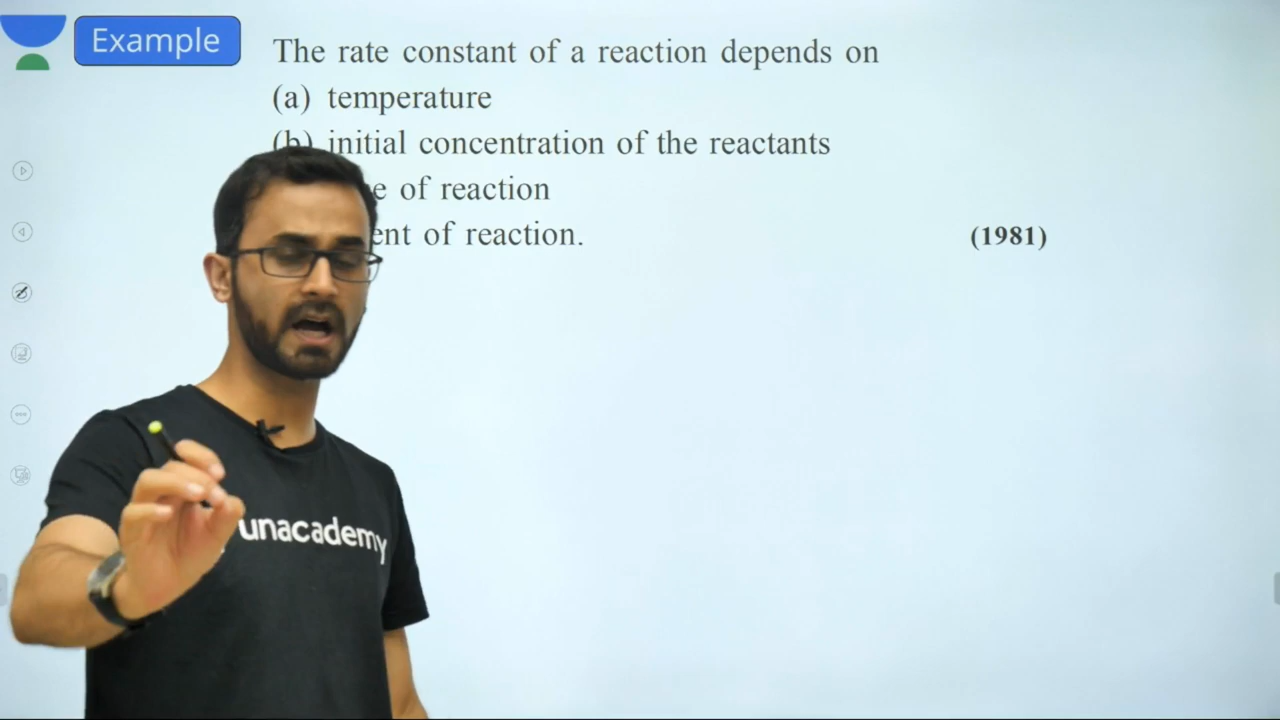 Example
The rate constant of a reaction depends on
(a) temperature
(b) initial concentration of the reactants
of reaction
of reaction.
(1981)
unacademy